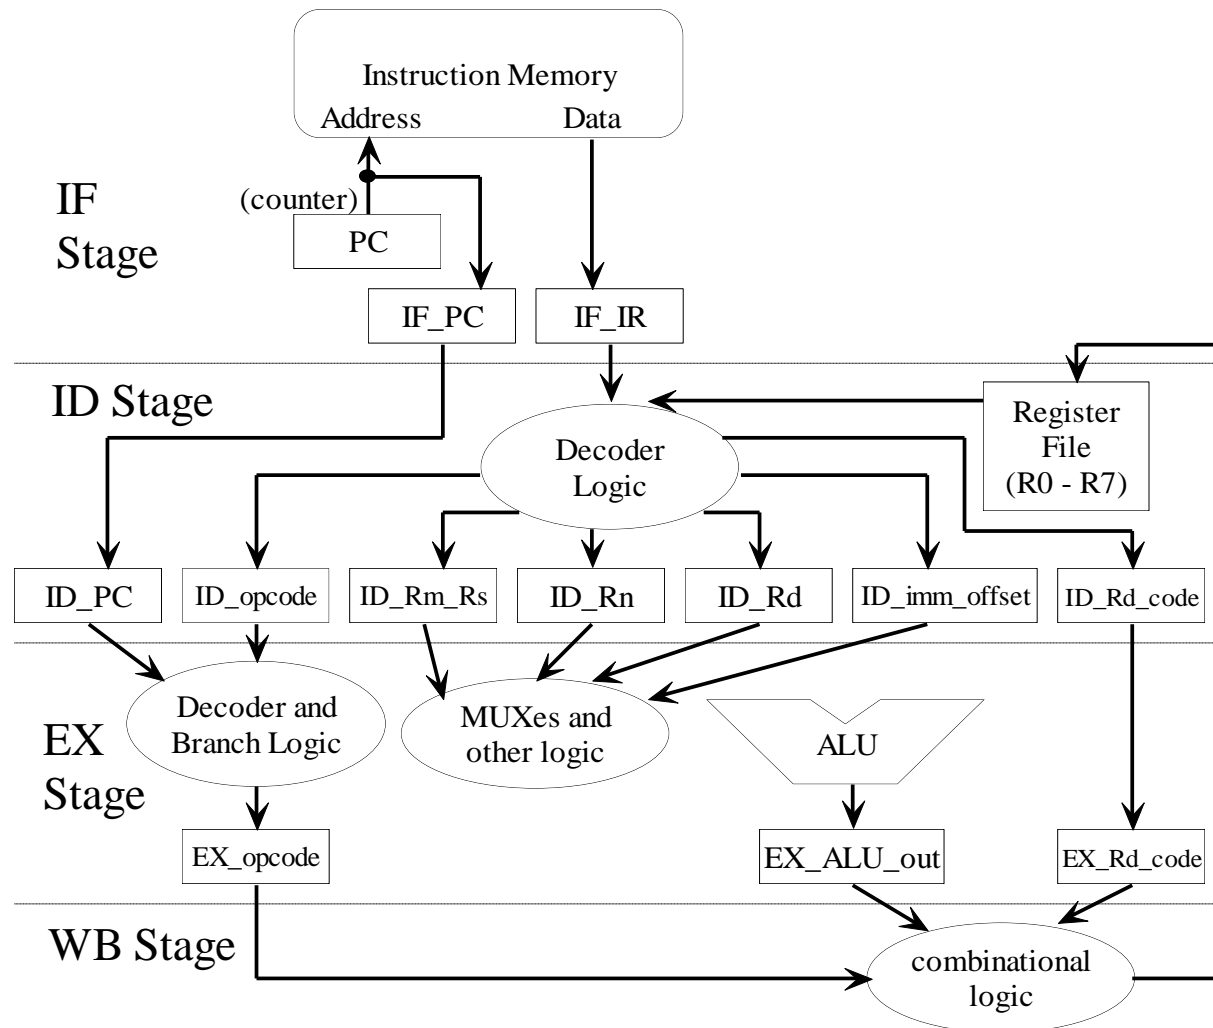 Instruction Memory
Address
Data
IF
Stage
(counter)
PC
IF_PC
IF_IR
ID Stage
Register
File
(R0 - R7)
Decoder
Logic
ID_PC
ID_opcode
ID_Rm_Rs
ID_Rn
ID_Rd
ID_imm_offset
ID_Rd_code
EX
Stage
Decoder and
Branch Logic
MUXes and
other logic
ALU
EX_opcode
EX_ALU_out
EX_Rd_code
WB Stage
combinational
logic